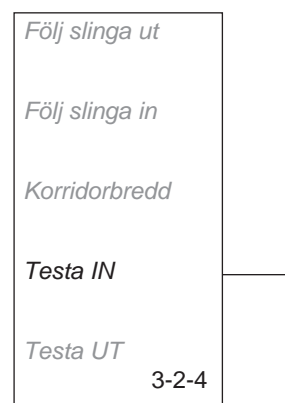 Följ slinga ut
Följ slinga in
Korridorbredd
Testa IN
Testa UT
3-2-4